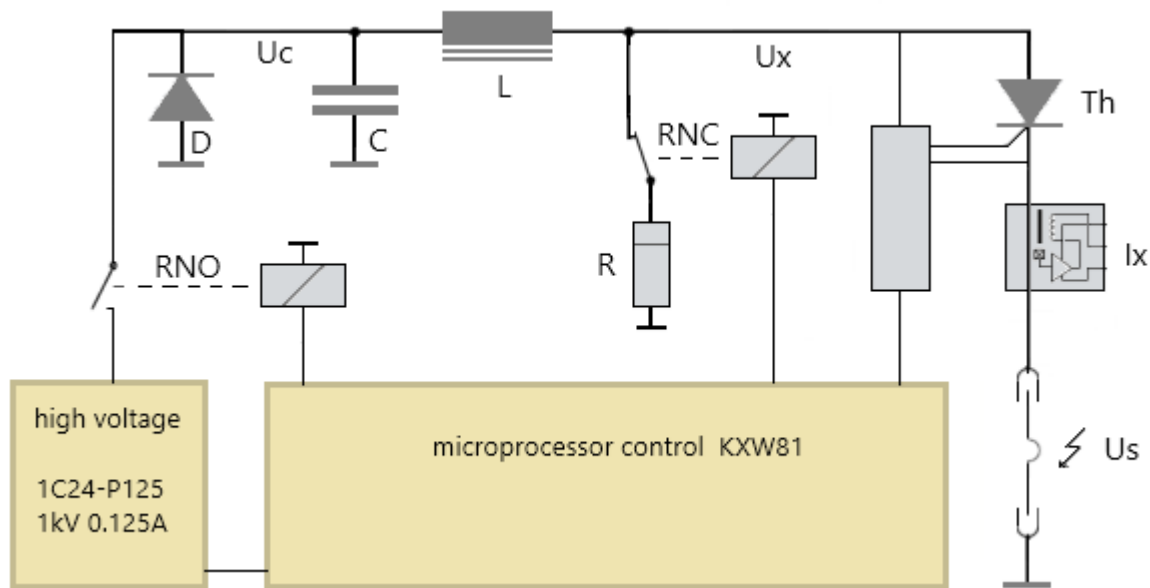 Uc
L
Ux
Th
D
C
RNC
RNO
R
Ix
high voltage
1C24-P125
1kV 0.125A
microprocessor control KXW81
Us